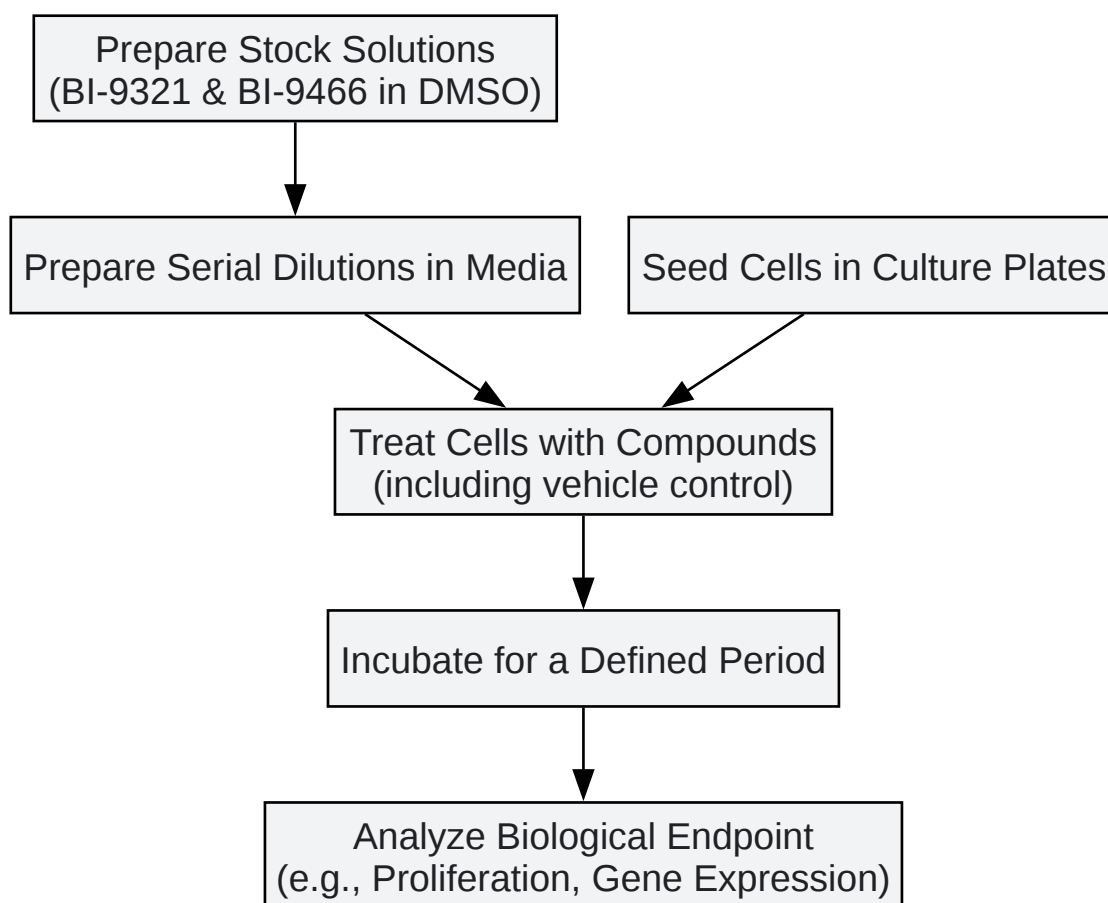 Prepare Stock Solutions
(BI-9321 & BI-9466 in DMSO)
Prepare Serial Dilutions in Media
Seed Cells in Culture Plates
Treat Cells with Compounds
(including vehicle control)
Incubate for a Defined Period
Analyze Biological Endpoint
(e.g., Proliferation, Gene Expression)